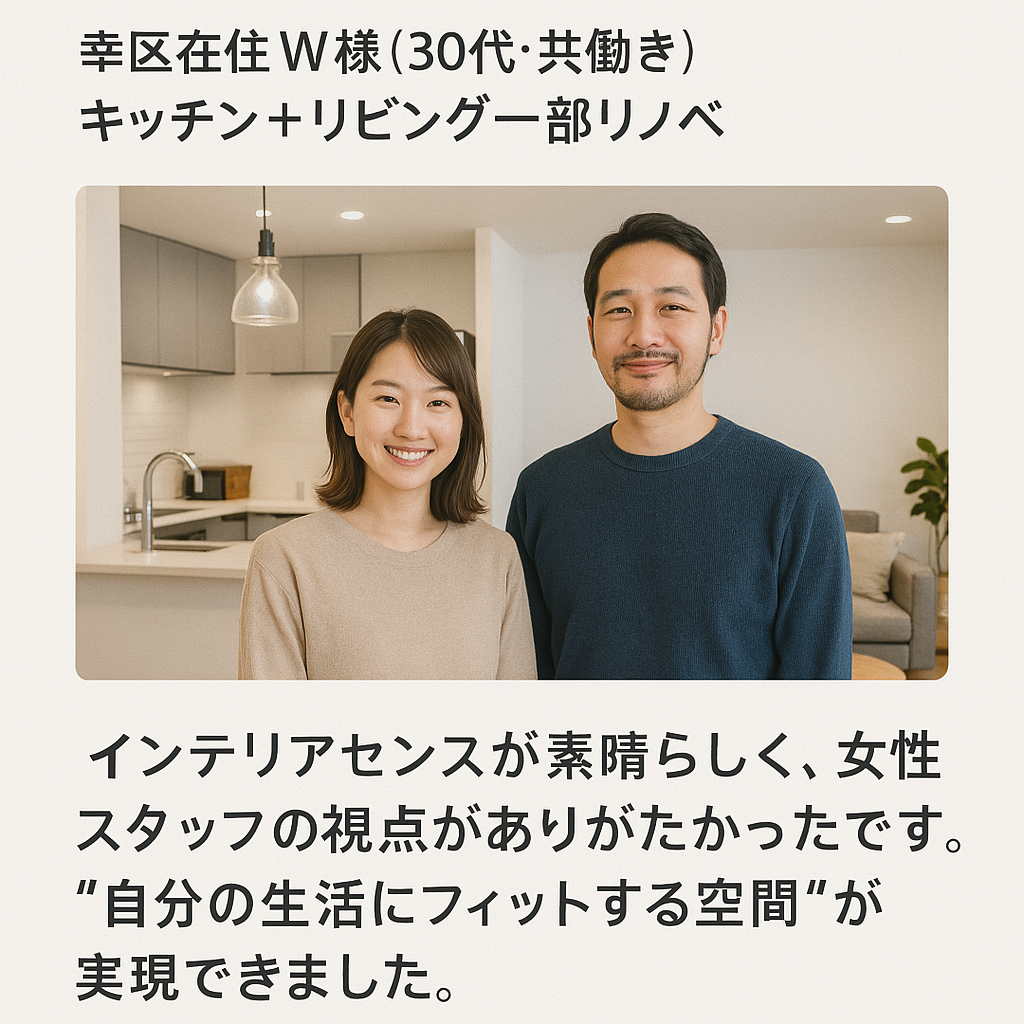 幸区在住 W様(30代·共働き)
キッチン＋リビング一部リノベ
インテリアセンスが素晴らしく、女性
スタッフの視点がありがたかったです。
“自分の生活にフィットする空間“が
実現できました。